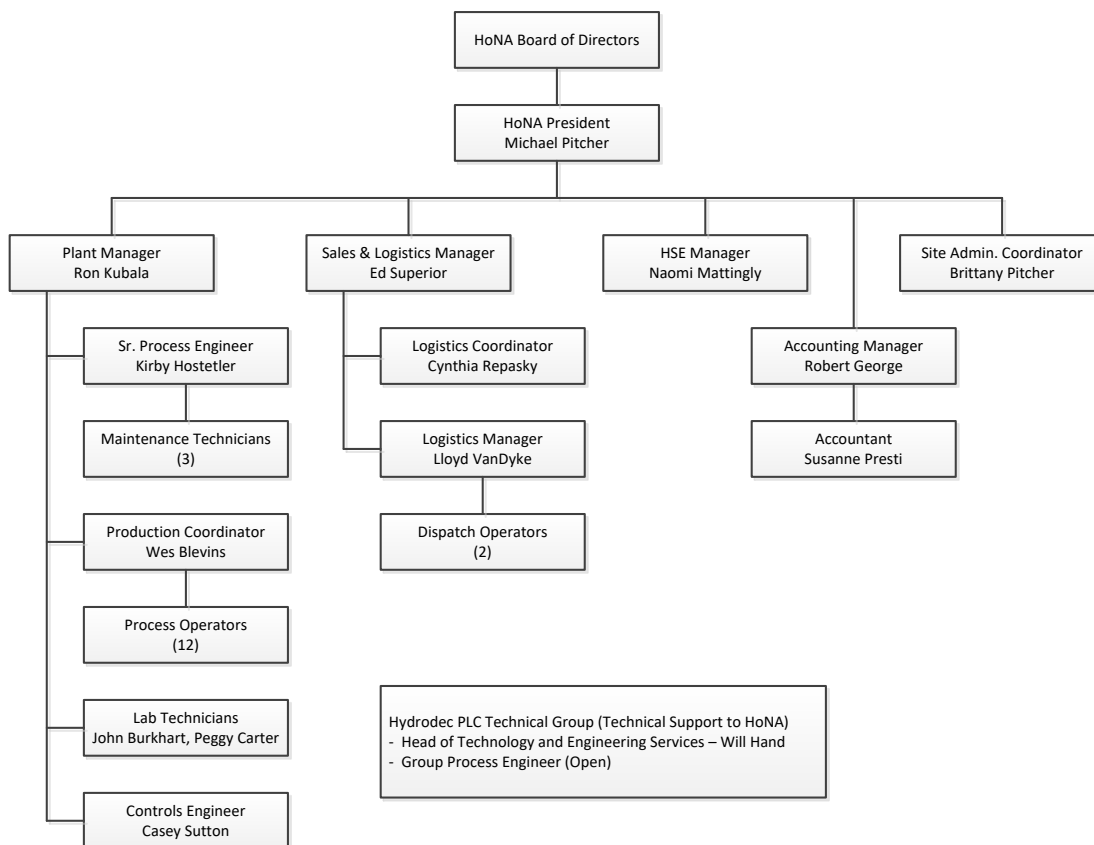 HoNA Board of Directors
HoNA President
Michael Pitcher
Plant Manager
Ron Kubala
Sales & Logistics Manager
Ed Superior
HSE Manager
Naomi Mattingly
Site Admin. Coordinator
Brittany Pitcher
Sr. Process Engineer
Kirby Hostetler
Logistics Coordinator
Cynthia Repasky
Accounting Manager
Robert George
Maintenance Technicians
(3)
Logistics Manager
Lloyd VanDyke
Accountant
Susanne Presti
Production Coordinator
Wes Blevins
Dispatch Operators
(2)
Process Operators
(12)
Lab Technicians
John Burkhart, Peggy Carter
Hydrodec PLC Technical Group (Technical Support to HoNA)
- Head of Technology and Engineering Services – Will Hand
- Group Process Engineer (Open)
Controls Engineer
Casey Sutton